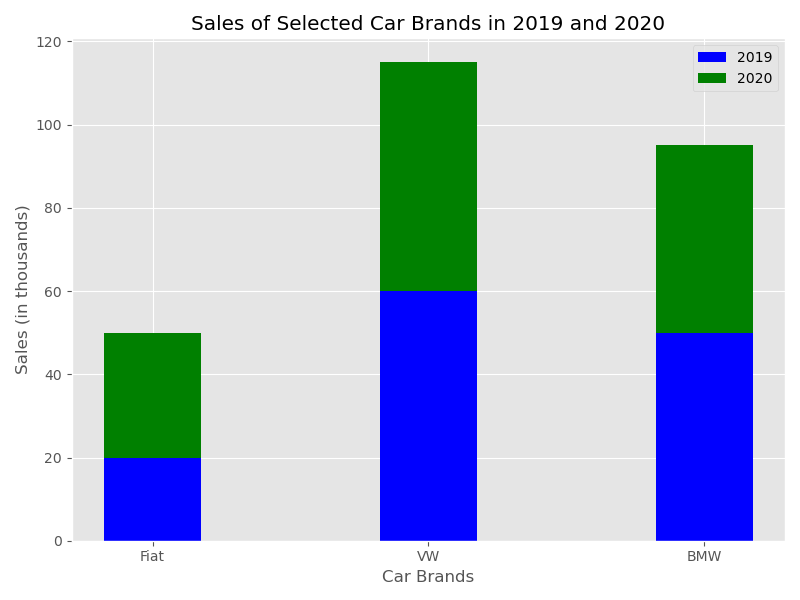 Sales of Selected Car Brands in 2019 and 2020
2019
2020
120
100
80
60
40
20
0
Sales (in thousands)
Fiat
VW
BMW
Car Brands